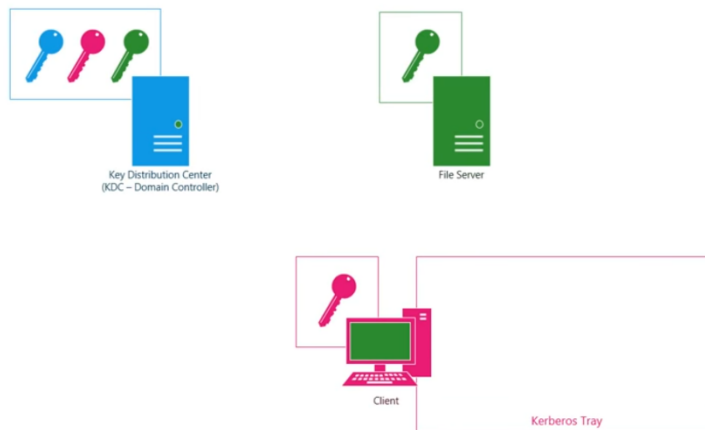 Key Distribution Center
(KDC – Domain Controller)
File Server
Client
Kerberos Tray